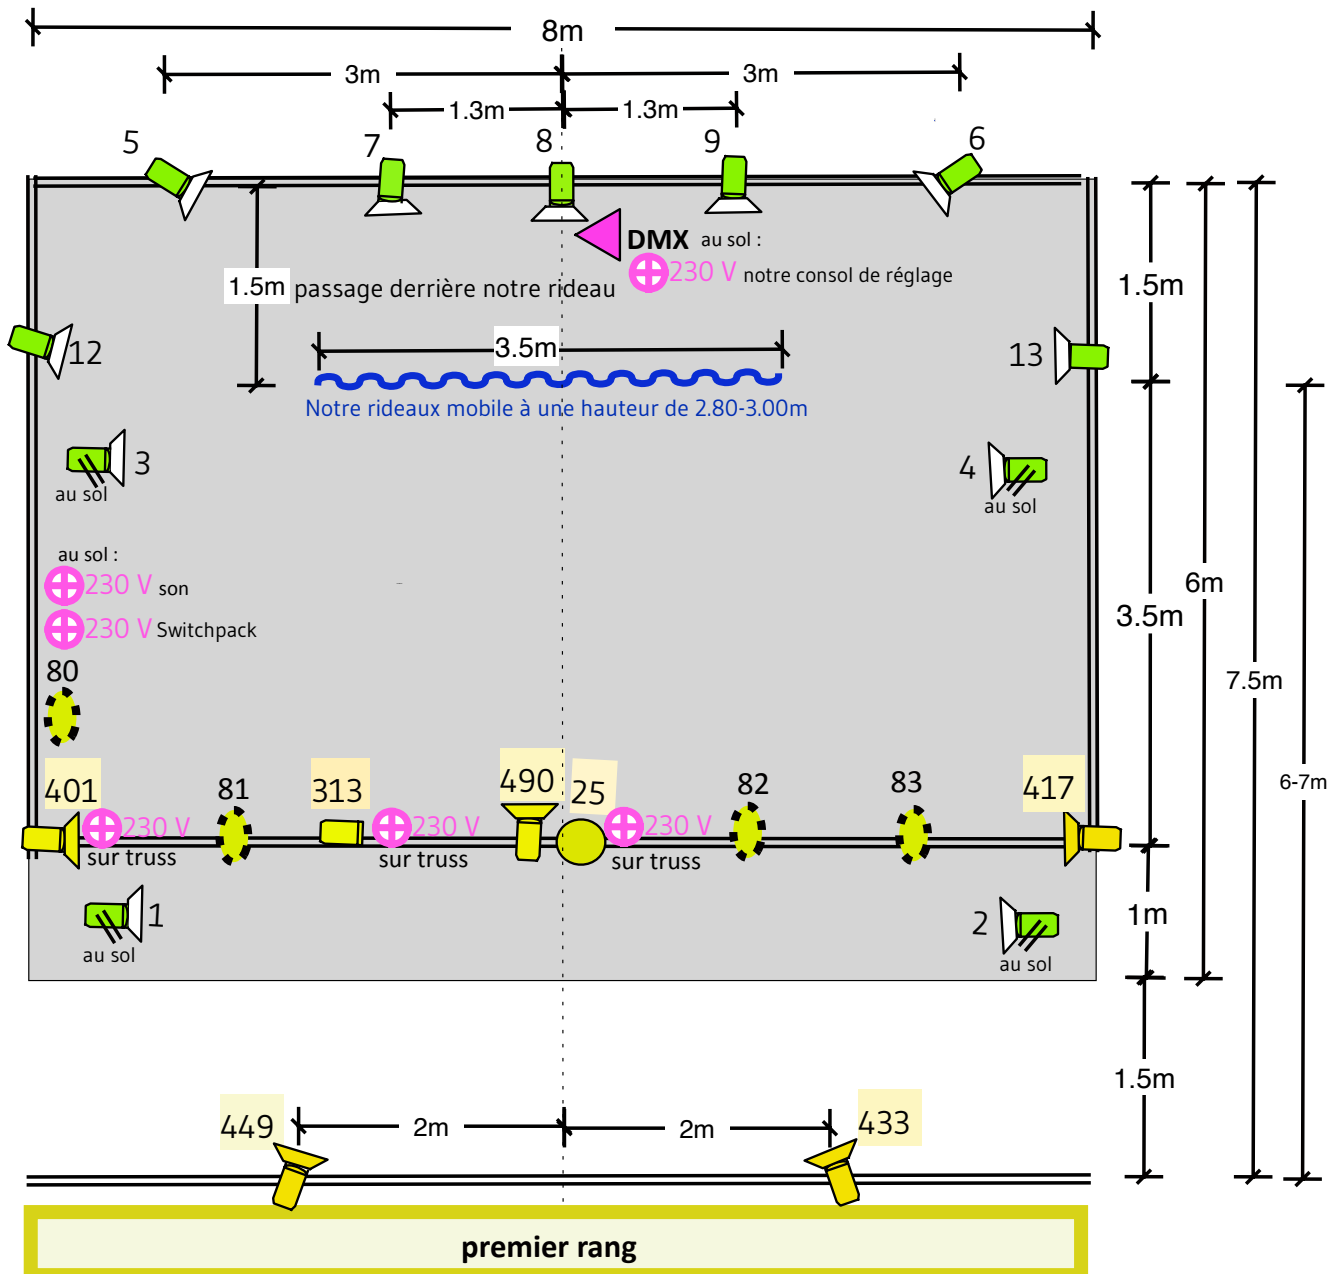 8m
3m
3m
1.3m
1.3m
5
7
8
9
6
DMX au sol :
230 V notre consol de réglage
1.5m passage derrière notre rideau
1.5m
12
3.5m
13
Notre rideaux mobile à une hauteur de 2.80-3.00m
3
au sol
4
au sol
au sol :
230 V son
230 V Switchpack
6m
3.5m
80
7.5m
6-7m
401
81
313
490
25
82
83
417
230 V
sur truss
230 V
sur truss
230 V
sur truss
1
au sol
2
au sol
1m
1.5m
449
2m
2m
433
premier rang